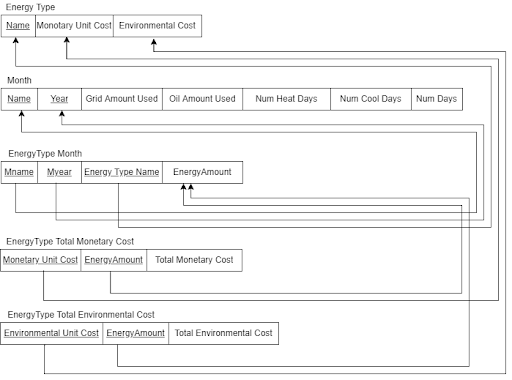 Energy Type
Name Monotary Unit Cost Environmental Cost
Month
Name Year Grid Amount Used Oil Amount Used Num Heat Days Num Cool Days Num Days
EnergyType Month
Mname Myear Energy Type Name EnergyAmount
EnergyType Total Monetary Cost
Monetary Unit Cost EnergyAmount Total Monetary Cost
EnergyType Total Environmental Cost
Environmental Unit Cost EnergyAmount Total Environmental Cost